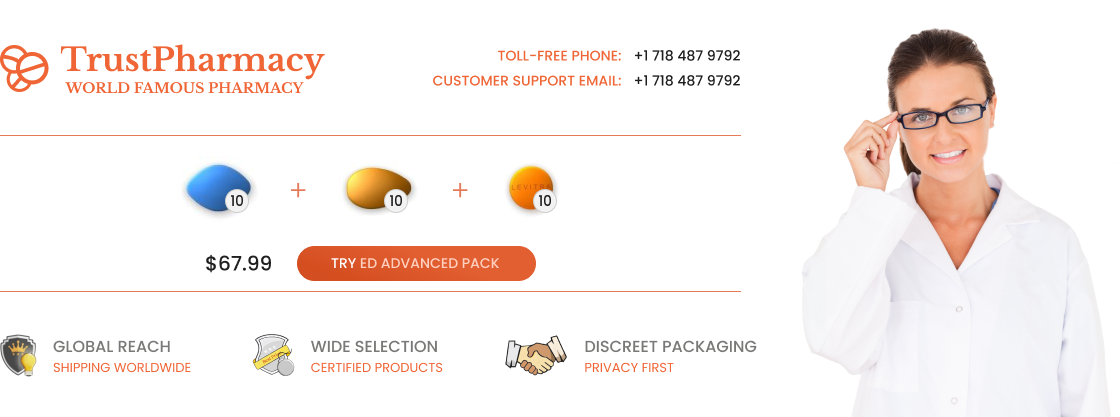 TrustPharmacy
WORLD FAMOUS PHARMACY
TOLL-FREE PHONE: +1 718 487 9792
CUSTOMER SUPPORT EMAIL: +1 718 487 9792
10 + 10 + LEVITRA 10
$67.99 TRY ED ADVANCED PACK
GLOBAL REACH
SHIPPING WORLDWIDE
WIDE SELECTION
CERTIFIED PRODUCTS
DISCREET PACKAGING
PRIVACY FIRST